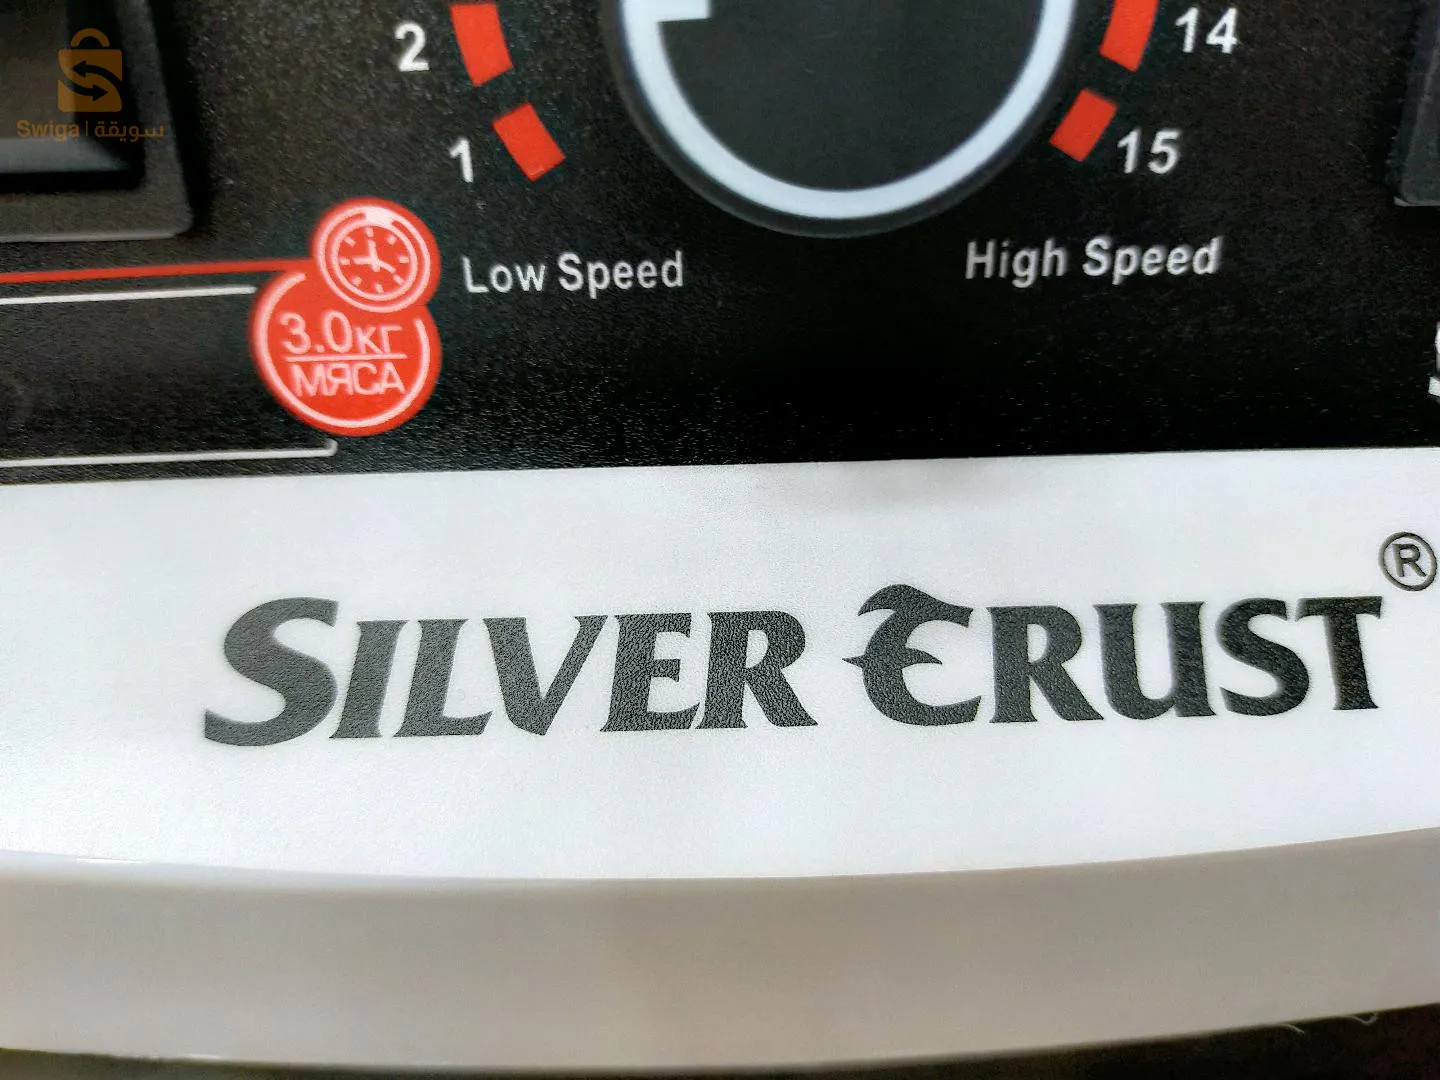 Swiga | سويقة
2
14
1
15
Low Speed
High Speed
3.0кг
МЯСА
SILVER CRUST ®